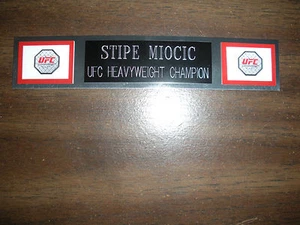 UFC
STIPE MIOCIC
UFC HEAVYWEIGHT CHAMPION
UFC